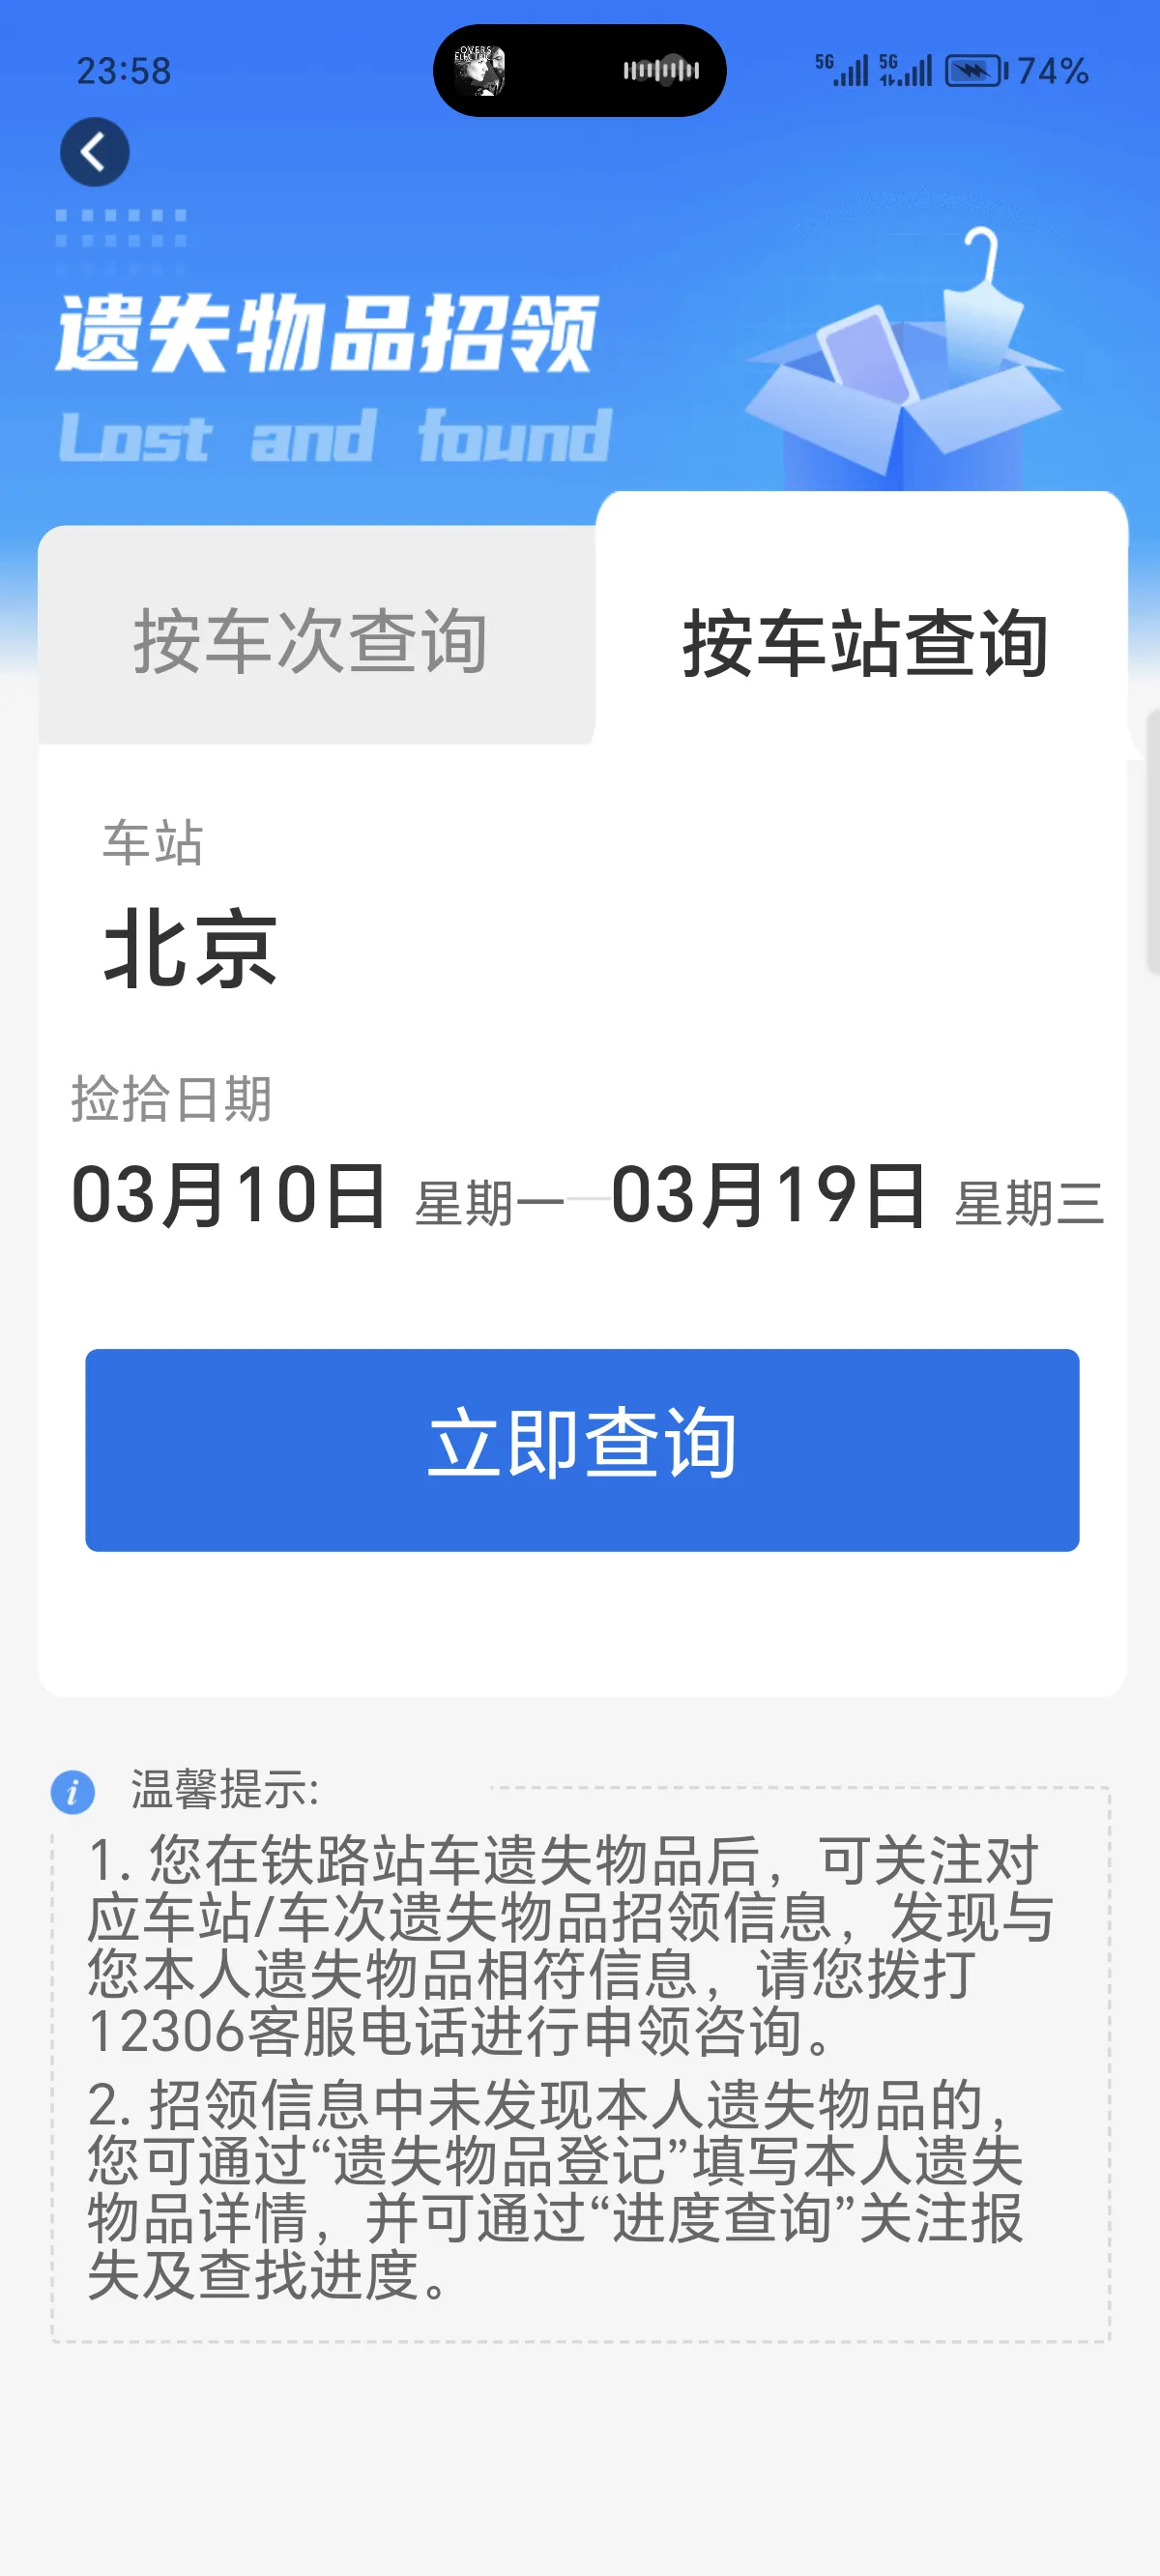 23:58
LOVERS
ELECTRIC
5G 5G 74%
遗失物品招领
Lost and found
按车次查询
按车站查询
车站
北京
捡拾日期
03月10日 星期一—03月19日 星期三
立即查询
温馨提示:
1. 您在铁路站车遗失物品后，可关注对
应车站/车次遗失物品招领信息，发现与
您本人遗失物品相符信息，请您拨打
12306客服电话进行申领咨询。
2. 招领信息中未发现本人遗失物品的，
您可通过“遗失物品登记”填写本人遗失
物品详情，并可通过“进度查询”关注报
失及查找进度。